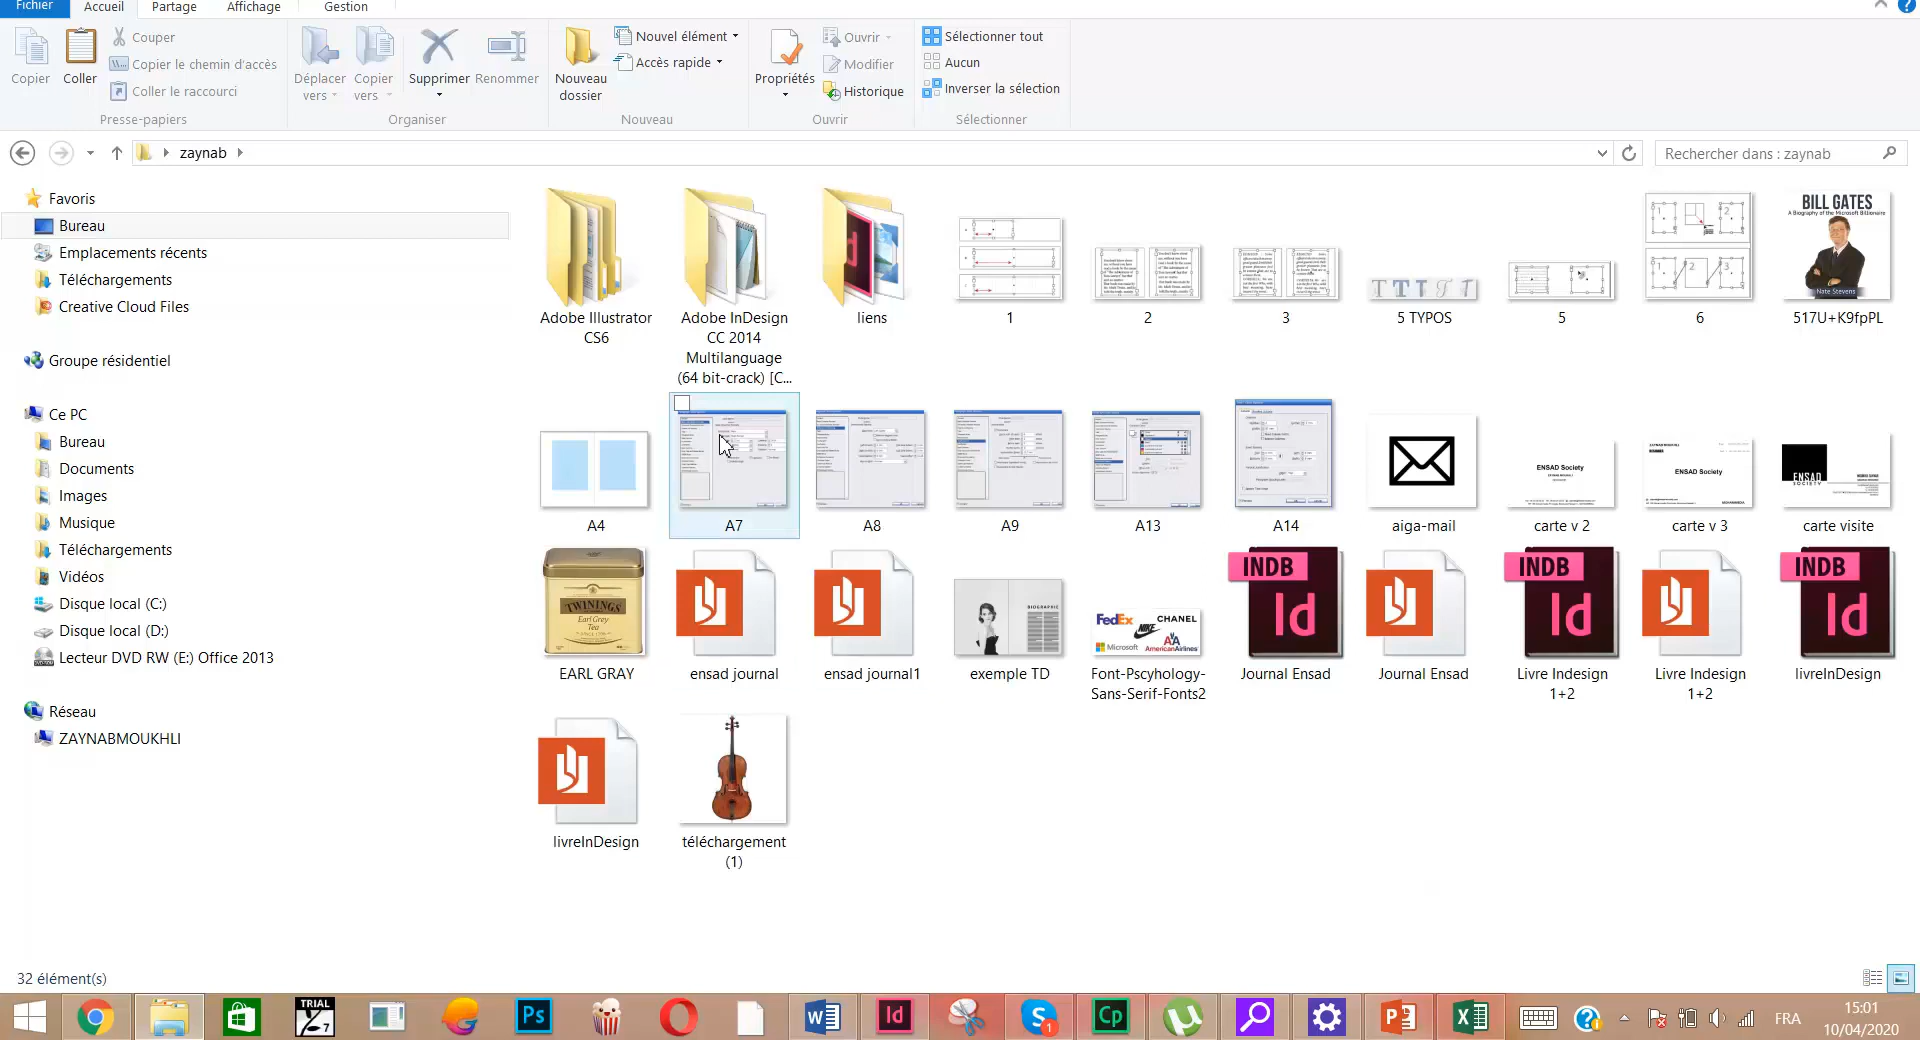 Fichier Accueil Partage Affichage Gestion
Copier
Coller
Couper
Copier le chemin d'accès
Coller le raccourci
Presse-papiers
Déplacer vers
Copier vers
Supprimer
Renommer
Organiser
Nouveau dossier
Nouvel élément
Accès rapide
Nouveau
Propriétés
Ouvrir
Modifier
Historique
Ouvrir
Sélectionner tout
Aucun
Inverser la sélection
Sélectionner
zaynab
Rechercher dans : zaynab
Favoris
Bureau
Emplacements récents
Téléchargements
Creative Cloud Files
Groupe résidentiel
Ce PC
Bureau
Documents
Images
Musique
Téléchargements
Vidéos
Disque local (C:)
Disque local (D:)
Lecteur DVD RW (E:) Office 2013
Réseau
ZAYNABMOUKHLI
Adobe Illustrator
CS6
Adobe InDesign
CC 2014
Multilanguage
(64 bit-crack) [C...
liens
1
2
3
5 TYPOS
5
6
BILL GATES
A Biography of the Microsoft Billionaire
Nate Stevens
517U+K9fpPL
A4
A7
A8
A9
A13
A14
aiga-mail
ENSAD Society
carte v 2
ENSAD Society
carte v 3
ENSAD
SOCIETY
carte visite
TWININGS
Earl Grey
Tea
EARL GRAY
ensad journal
ensad journal1
BIOGRAPHIE
exemple TD
FedEx CHANEL
NIKE
Microsoft AA
AmericanAirlines
Font-Pscyhology-
Sans-Serif-Fonts2
INDB
Id
Journal Ensad
Journal Ensad
INDB
Id
Livre Indesign
1+2
Livre Indesign
1+2
INDB
Id
livreInDesign
livreInDesign
téléchargement
(1)
32 élément(s)
TRIAL
7
Ps
Id
S
1
Cp
FRA
15:01
10/04/2020